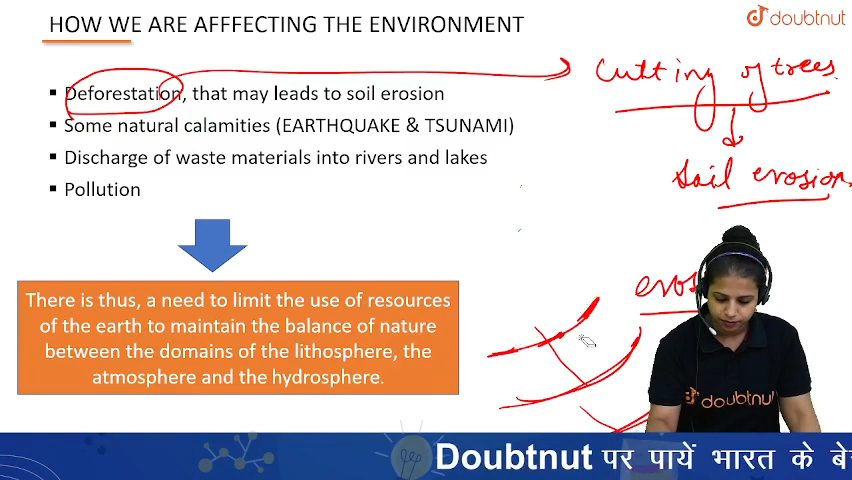 HOW WE ARE AFFFECTING THE ENVIRONMENT
doubtnut
▪ Deforestation, that may leads to soil erosion
▪ Some natural calamities (EARTHQUAKE & TSUNAMI)
▪ Discharge of waste materials into rivers and lakes
▪ Pollution
Cutting of trees
soil erosion
There is thus, a need to limit the use of resources
of the earth to maintain the balance of nature
between the domains of the lithosphere, the
atmosphere and the hydrosphere.
eros
doubtnut
Doubtnut पर पायें भारत के बे